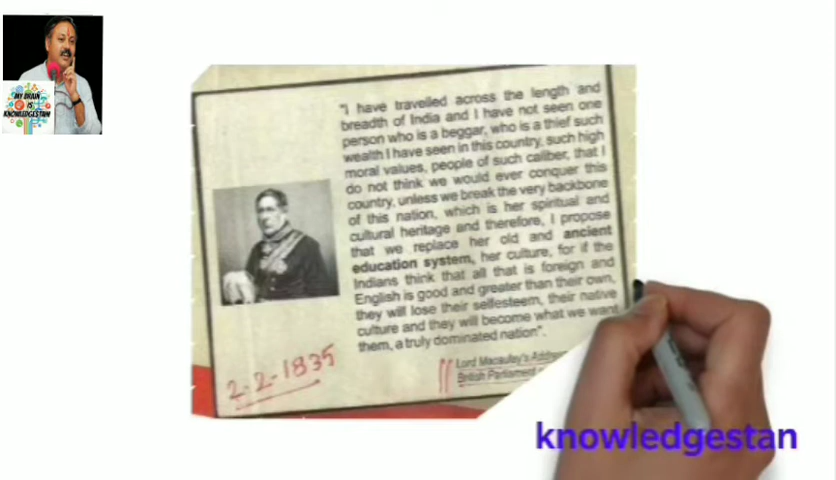 MY BRAIN
IS
KNOWLEDGESTAN
"I have travelled across the length and
breadth of India and I have not seen one
person who is a beggar, who is a thief such
wealth I have seen in this country, such high
moral values, people of such caliber, that I
do not think we would ever conquer this
country, unless we break the very backbone
of this nation, which is her spiritual and
cultural heritage and therefore, I propose
that we replace her old and ancient
education system, her culture, for if the
Indians think that all that is foreign and
English is good and greater than their own,
they will lose their selfesteem, their native
culture and they will become what we want
them, a truly dominated nation".
Lord Macaulay's Address
British Parliament
2-2-1835
knowledgestan